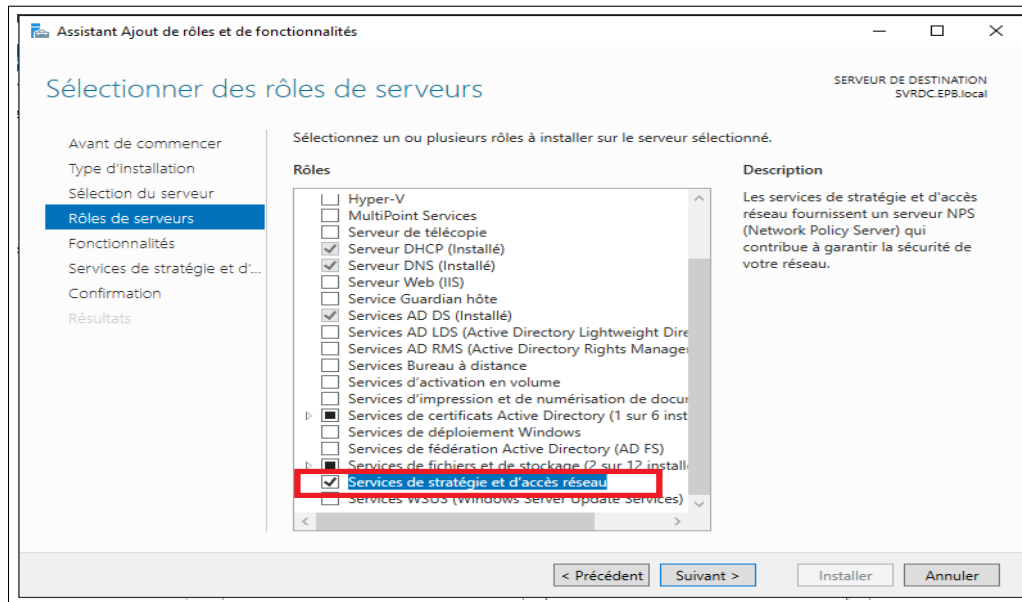 Assistant Ajout de rôles et de fonctionnalités
Sélectionner des rôles de serveurs
SERVEUR DE DESTINATION
SVRDC.EPB.local
Avant de commencer
Type d'installation
Sélection du serveur
Rôles de serveurs
Fonctionnalités
Services de stratégie et d'...
Confirmation
Résultats
Sélectionnez un ou plusieurs rôles à installer sur le serveur sélectionné.
Rôles
Hyper-V
MultiPoint Services
Serveur de télécopie
Serveur DHCP (Installé)
Serveur DNS (Installé)
Serveur Web (IIS)
Service Guardian hôte
Services AD DS (Installé)
Services AD LDS (Active Directory Lightweight Dire
Services AD RMS (Active Directory Rights Manager
Services Bureau à distance
Services d'activation en volume
Services d'impression et de numérisation de docur
Services de certificats Active Directory (1 sur 6 inst
Services de déploiement Windows
Services de fédération Active Directory (AD FS)
Services de fichiers et de stockage (2 sur 12 install
Services de stratégie et d'accès réseau
Services WSUS (Windows Server Update Services)
Description
Les services de stratégie et d'accès
réseau fournissent un serveur NPS
(Network Policy Server) qui
contribue à garantir la sécurité de
votre réseau.
< Précédent
Suivant >
Installer
Annuler